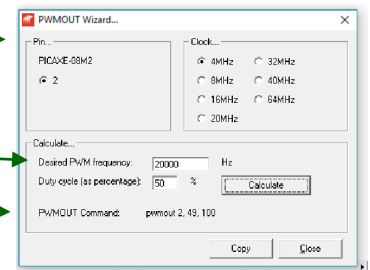 PWMOUT Wizard...
Pin...
PICAXE-08M2
2
Clock...
4MHz 32MHz
8MHz 40MHz
16MHz 64MHz
20MHz
Calculate...
Desired PWM frequency: 20000 Hz
Duty cycle (as percentage): 50 % Calculate
PWMOUT Command: pwmout 2, 49, 100
Copy Close